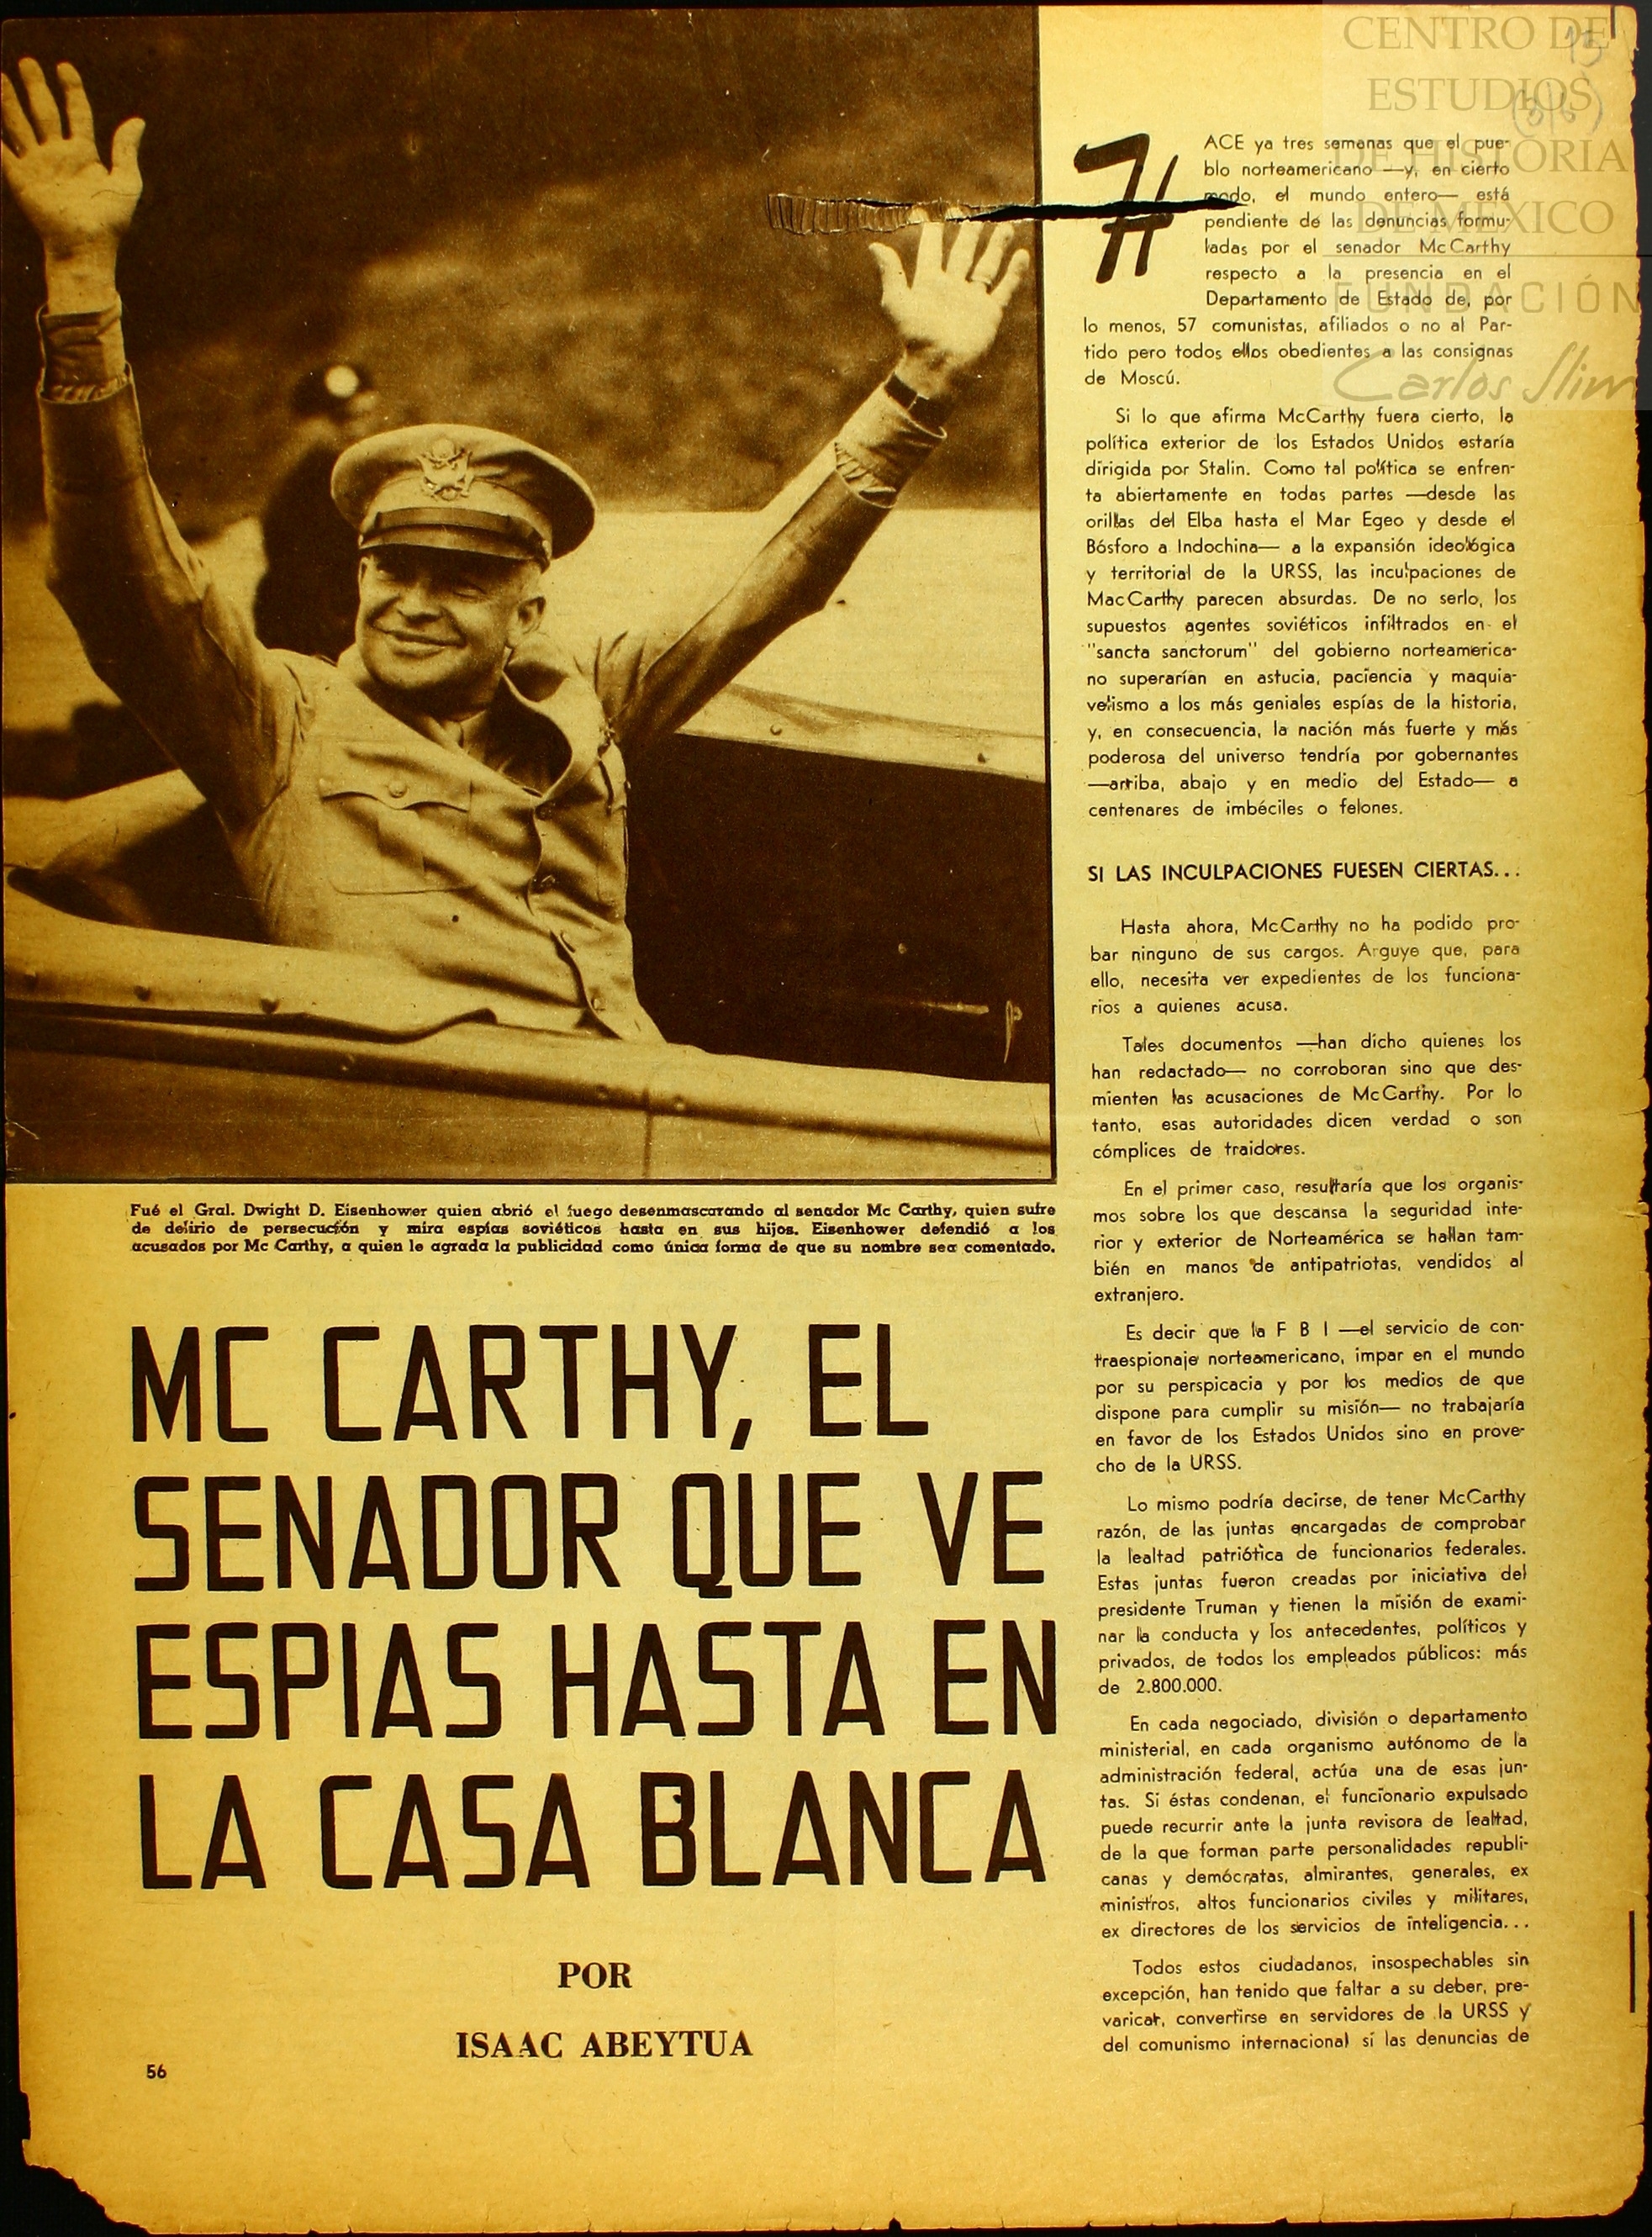 CENTRO DE
ESTUDIOS
DE HISTORIA
DE MEXICO
FUNDACIÓN
Carlos Slim
HACE ya tres semanas que el pue-
blo norteamericano —y, en cierto
modo, el mundo entero— está
pendiente de las denuncias formu-
ladas por el senador McCarthy
respecto a la presencia en el
Departamento de Estado de, por
lo menos, 57 comunistas, afiliados o no al Par-
tido pero todos ellos obedientes a las consignas
de Moscú.
Si lo que afirma McCarthy fuera cierto, la
política exterior de los Estados Unidos estaría
dirigida por Stalin. Como tal política se enfren-
ta abiertamente en todas partes —desde las
orillas del Elba hasta el Mar Egeo y desde el
Bósforo a Indochina— a la expansión ideológica
y territorial de la URSS, las inculpaciones de
MacCarthy parecen absurdas. De no serlo, los
supuestos agentes soviéticos infiltrados en el
"sancta sanctorum" del gobierno norteamerica-
no superarían en astucia, paciencia y maquia-
velismo a los más geniales espías de la historia,
y, en consecuencia, la nación más fuerte y más
poderosa del universo tendría por gobernantes
—arriba, abajo y en medio del Estado— a
centenares de imbéciles o felones.
SI LAS INCULPACIONES FUESEN CIERTAS...
Hasta ahora, McCarthy no ha podido pro-
bar ninguno de sus cargos. Arguye que, para
ello, necesita ver expedientes de los funciona-
rios a quienes acusa.
Tales documentos —han dicho quienes los
han redactado— no corroboran sino que des-
mienten las acusaciones de McCarthy. Por lo
tanto, esas autoridades dicen verdad o son
cómplices de traidores.
En el primer caso, resultaría que los organis-
mos sobre los que descansa la seguridad inte-
rior y exterior de Norteamérica se hallan tam-
bién en manos de antipatriotas, vendidos al
extranjero.
Es decir que la F B I —el servicio de con-
traespionaje norteamericano, impar en el mundo
por su perspicacia y por los medios de que
dispone para cumplir su misión— no trabajaría
en favor de los Estados Unidos sino en prove-
cho de la URSS.
Lo mismo podría decirse, de tener McCarthy
razón, de las juntas encargadas de comprobar
la lealtad patriótica de funcionarios federales.
Estas juntas fueron creadas por iniciativa del
presidente Truman y tienen la misión de exami-
nar la conducta y los antecedentes, políticos y
privados, de todos los empleados públicos: más
de 2.800.000.
En cada negociado, división o departamento
ministerial, en cada organismo autónomo de la
administración federal, actúa una de esas jun-
tas. Si éstas condenan, el funcionario expulsado
puede recurrir ante la junta revisora de lealtad,
de la que forman parte personalidades republi-
canas y demócratas, almirantes, generales, ex
ministros, altos funcionarios civiles y militares,
ex directores de los servicios de inteligencia...
Todos estos ciudadanos, insospechables sin
excepción, han tenido que faltar a su deber, pre-
varicar, convertirse en servidores de la URSS y
del comunismo internacional si las denuncias de
Fué el Gral. Dwight D. Eisenhower quien abrió el fuego desenmascarando al senador Mc Carthy, quien sufre
de delirio de persecución y mira espías soviéticos hasta en sus hijos. Eisenhower defendió a los
acusados por Mc Carthy, a quien le agrada la publicidad como única forma de que su nombre sea comentado.
MC CARTHY, EL
SENADOR QUE VE
ESPIAS HASTA EN
LA CASA BLANCA
POR
ISAAC ABEYTUA
56